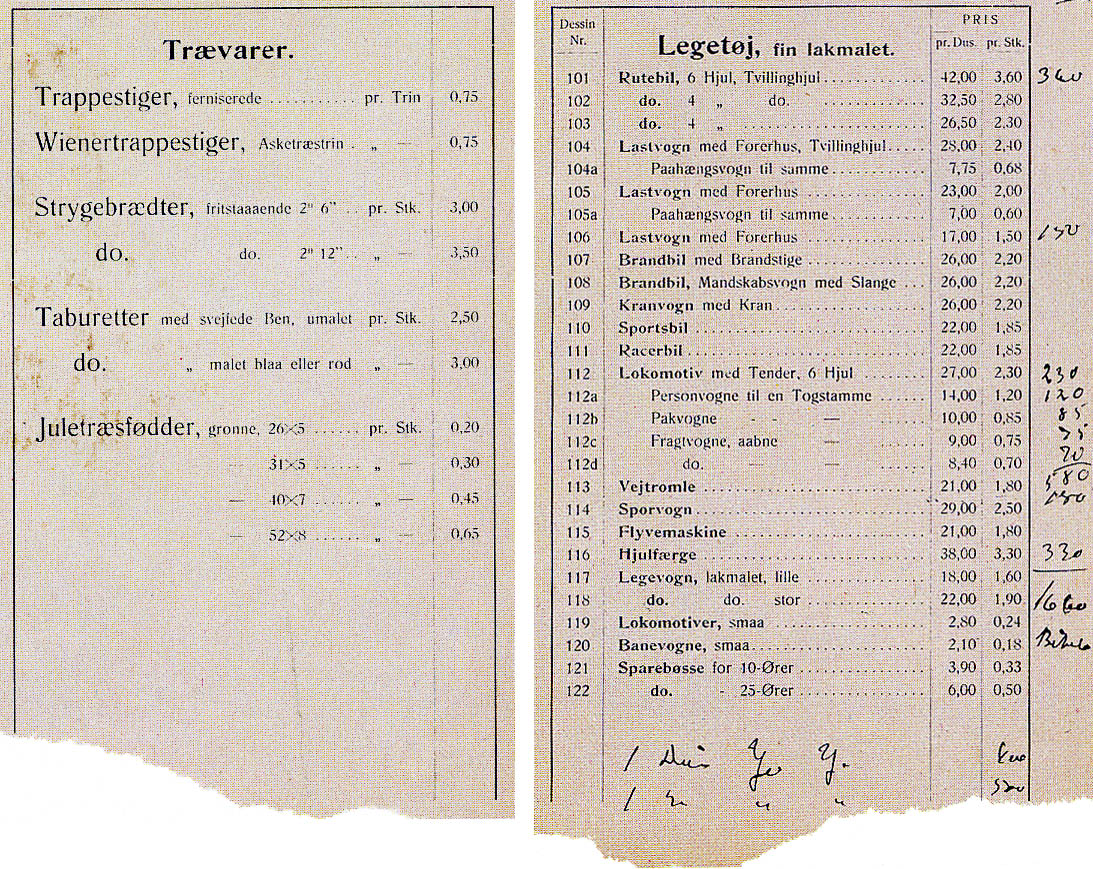 Trævarer.
Trappestiger, ferniserede ........... pr. Trin 0,75
Wienertrappestiger, Asketræstrin . „ — 0,75
Strygebrædter, fritstaaaende 2" 6" .. pr. Stk. 3,00
do. do. 2" 12" .. „ — 3,50
Taburetter med svejfede Ben, umalet pr. Stk. 2,50
do. „ malet blaa eller rod „ — 3,00
Juletræsfødder, gronne, 26×5 ...... pr. Stk. 0,20
— 31×5 ...... „ — 0,30
— 40×7 ...... „ — 0,45
— 52×8 ...... „ — 0,65
Dessin Nr.
Legetøj, fin lakmalet.
PRIS
pr. Dus. pr. Stk.
101 Rutebil, 6 Hjul, Tvillinghjul 42,00 3,60 360
102 do. 4 „ do. 32,50 2,80
103 do. 4 „ 26,50 2,30
104 Lastvogn med Forerhus, Tvillinghjul 28,00 2,40
104a Paahængsvogn til samme 7,75 0,68
105 Lastvogn med Forerhus 23,00 2,00
105a Paahængsvogn til samme 7,00 0,60
106 Lastvogn med Forerhus 17,00 1,50 150
107 Brandbil med Brandstige 26,00 2,20
108 Brandbil, Mandskabsvogn med Slange 26,00 2,20
109 Kranvogn med Kran 26,00 2,20
110 Sportsbil 22,00 1,85
111 Racerbil 22,00 1,85
112 Lokomotiv med Tender, 6 Hjul 27,00 2,30 230
112a Personvogne til en Togstamme 14,00 1,20 120
112b Pakvogne - - 10,00 0,85 85
112c Fragtvogne, aabne — 9,00 0,75 75
112d do. — — 8,40 0,70 70
580
113 Vejtromle 21,00 1,80
114 Sporvogn 29,00 2,50
115 Flyvemaskine 21,00 1,80
116 Hjulfærge 38,00 3,30 330
117 Legevogn, lakmalet, lille 18,00 1,60
118 do. do. stor 22,00 1,90
119 Lokomotiver, smaa 2,80 0,24
120 Banevogne, smaa 2,10 0,18
121 Sparebøsse for 10-Ører 3,90 0,33
122 do. - 25-Ører 6,00 0,50